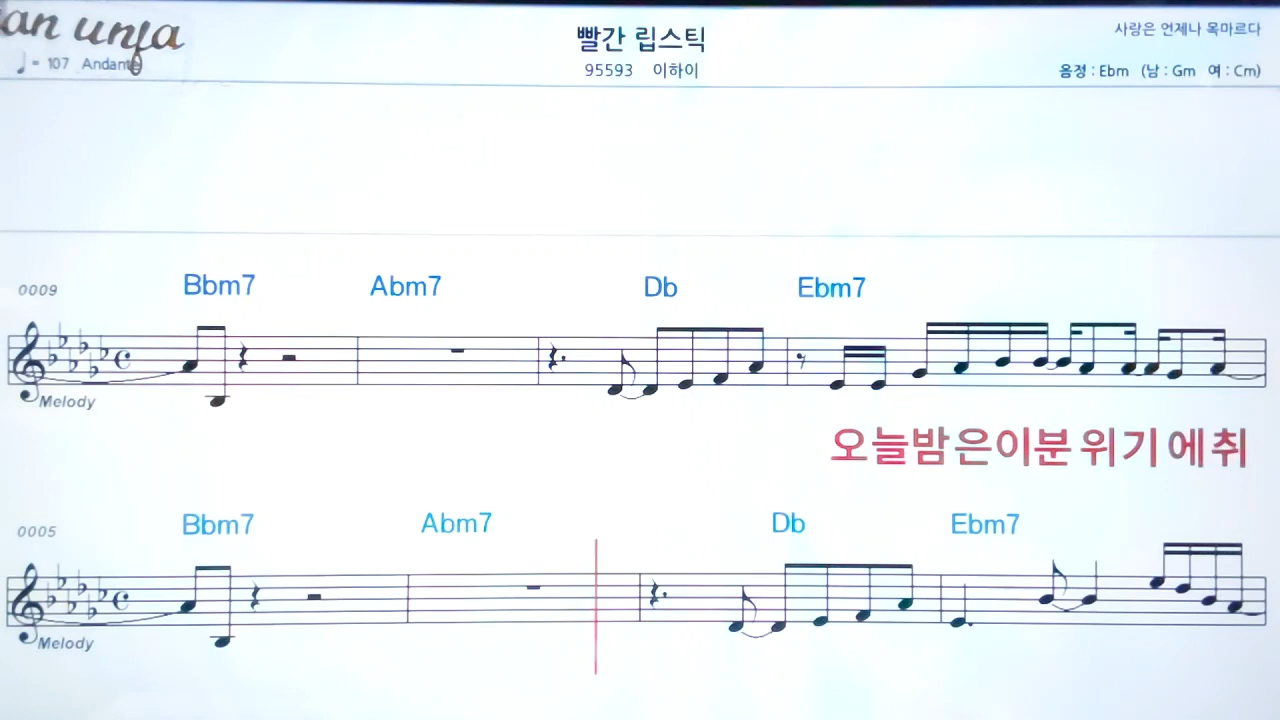 an unfa
빨간 립스틱
사랑은 언제나 목마르다
♩= 107 Andante
95593 이하이
음정 : Ebm (남 : Gm 여 : Cm)
0009 Bbm7 Abm7 Db Ebm7
Melody
오늘밤은이분위기에취
0005 Bbm7 Abm7 Db Ebm7
Melody